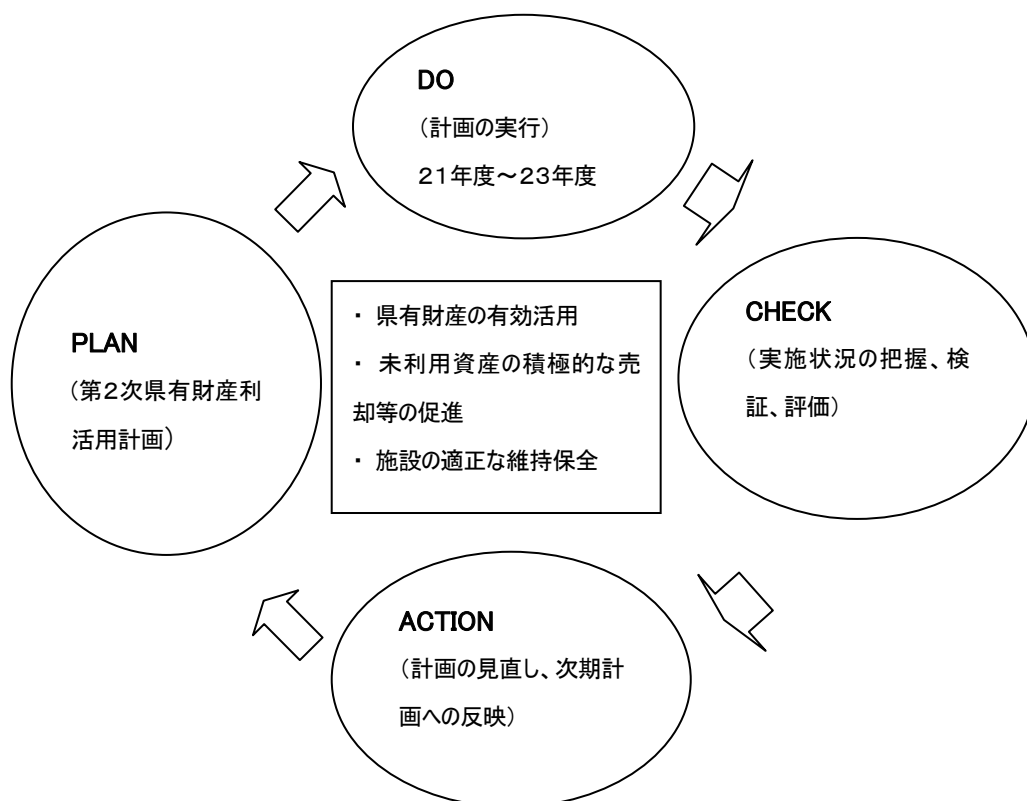 DO
（計画の実行）
２１年度～２３年度
PLAN
（第２次県有財産利
活用計画）
・ 県有財産の有効活用
・ 未利用資産の積極的な売
却等の促進
・ 施設の適正な維持保全
CHECK
（実施状況の把握、検
証、評価）
ACTION
（計画の見直し、次期計
画への反映）